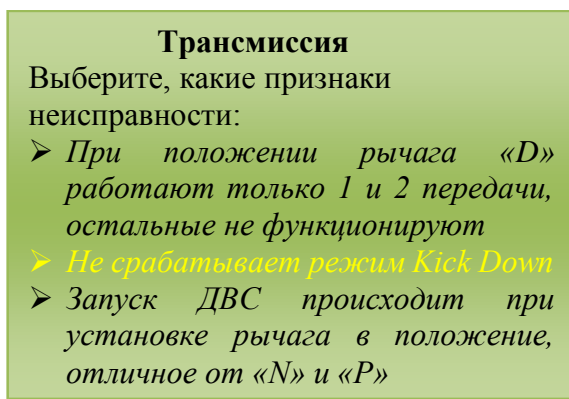 Трансмиссия
Выберите, какие признаки
неисправности:
➢ При положении рычага «D»
работают только 1 и 2 передачи,
остальные не функционируют
➢ Не срабатывает режим Kick Down
➢ Запуск ДВС происходит при
установке рычага в положение,
отличное от «N» и «P»